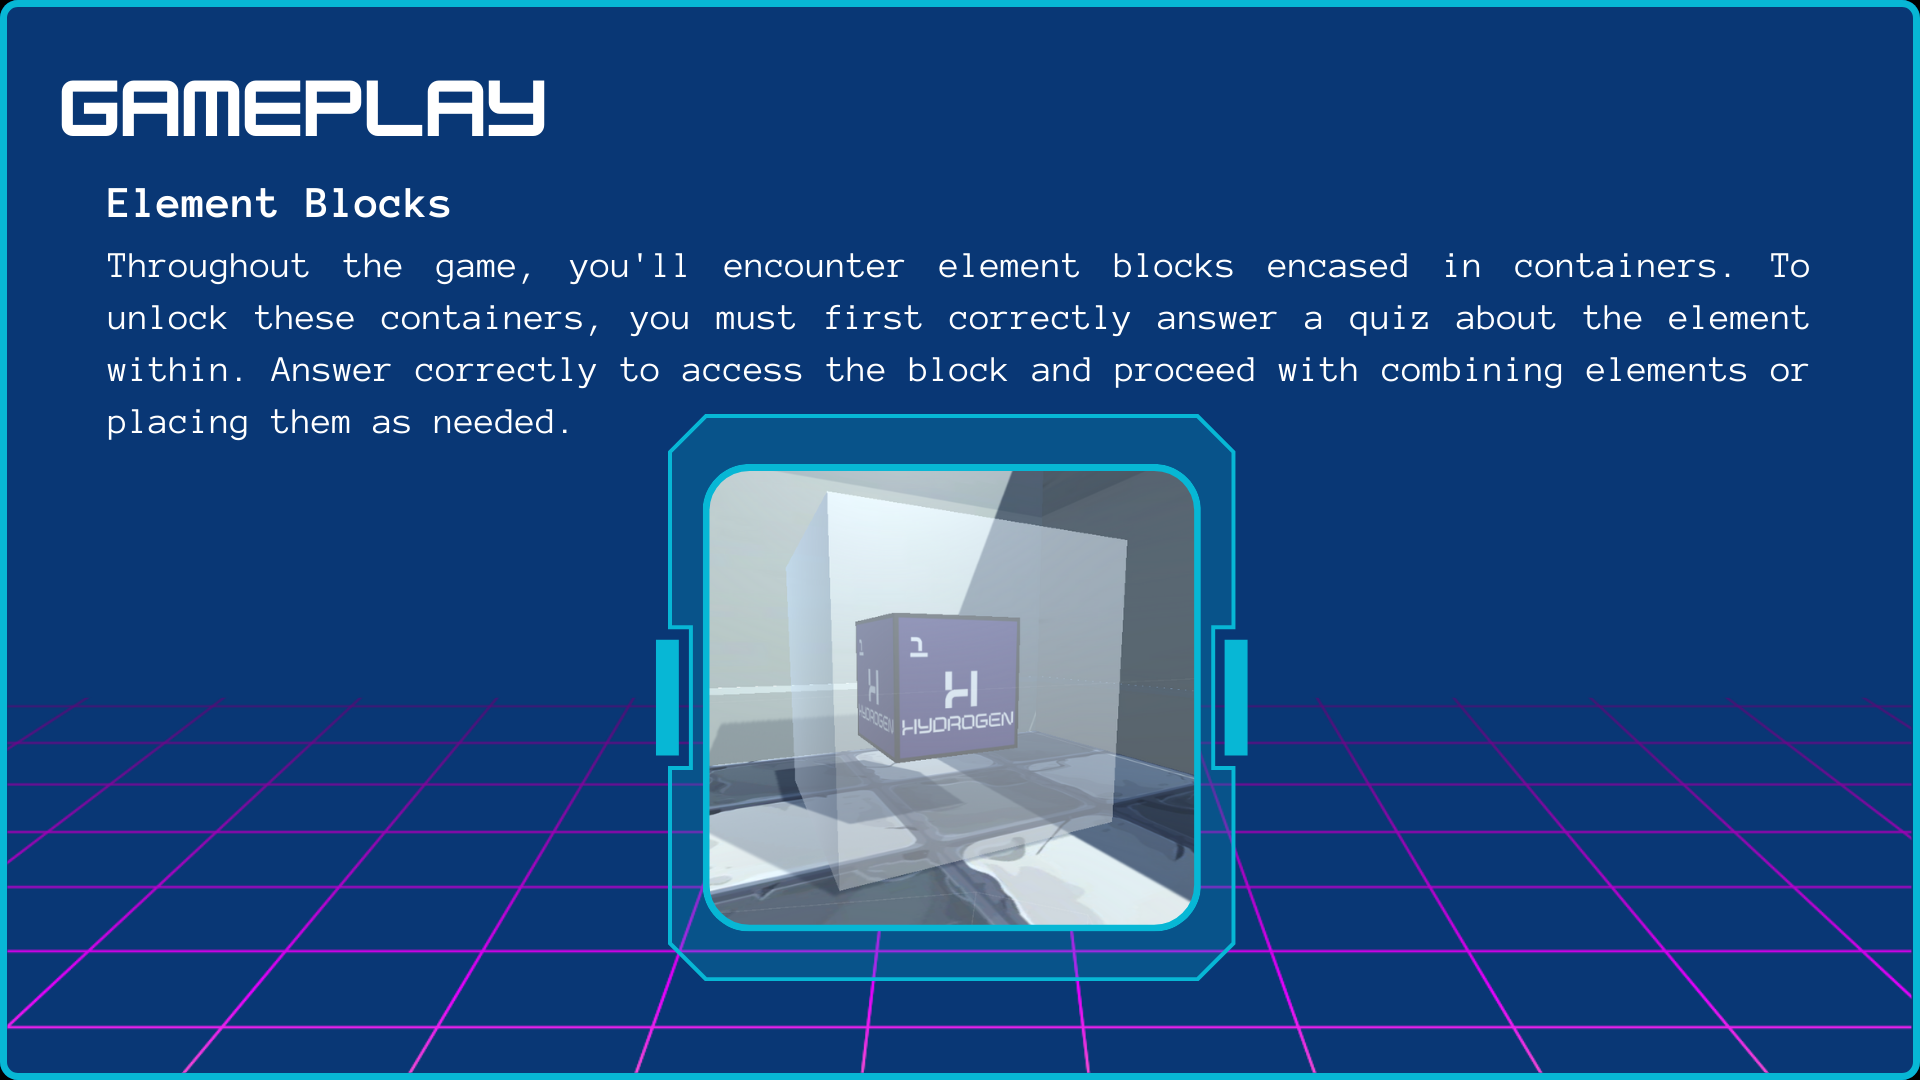 GAMEPLAY
Element Blocks
Throughout the game, you'll encounter element blocks encased in containers. To
unlock these containers, you must first correctly answer a quiz about the element
within. Answer correctly to access the block and proceed with combining elements or
placing them as needed.
1
H
HYDROGEN
1
H
HYDROGEN